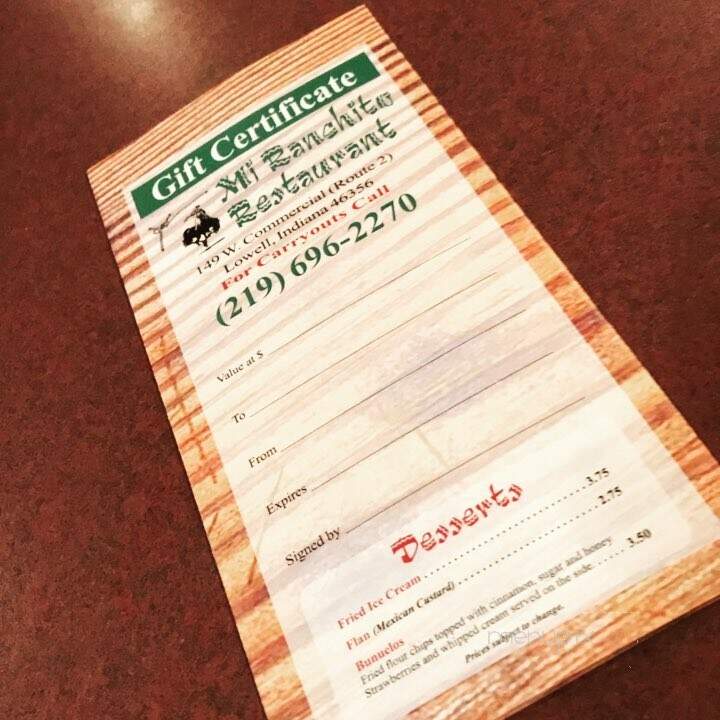 Gift Certificate
Mi Ranchito
Restaurant
149 W. Commercial (Route 2)
Lowell, Indiana 46356
For Carryouts Call
(219) 696-2270
Value at $
To
From
Expires
Signed by
Desserts
Fried Ice Cream 3.75
Flan (Mexican Custard) 2.75
Bunuelos 3.50
Fried flour chips topped with cinnamon, sugar and honey
Strawberries and whipped cream served on the side.
Prices subject to change.